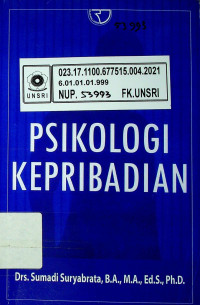 53993
023.17.1100.677515.004.2021
6.01.01.01.999
UNSRI
NUP. 53993 FK.UNSRI
PSIKOLOGI
KEPRIBADIAN
Drs. Sumadi Suryabrata, B.A., M.A., Ed.S., Ph.D.